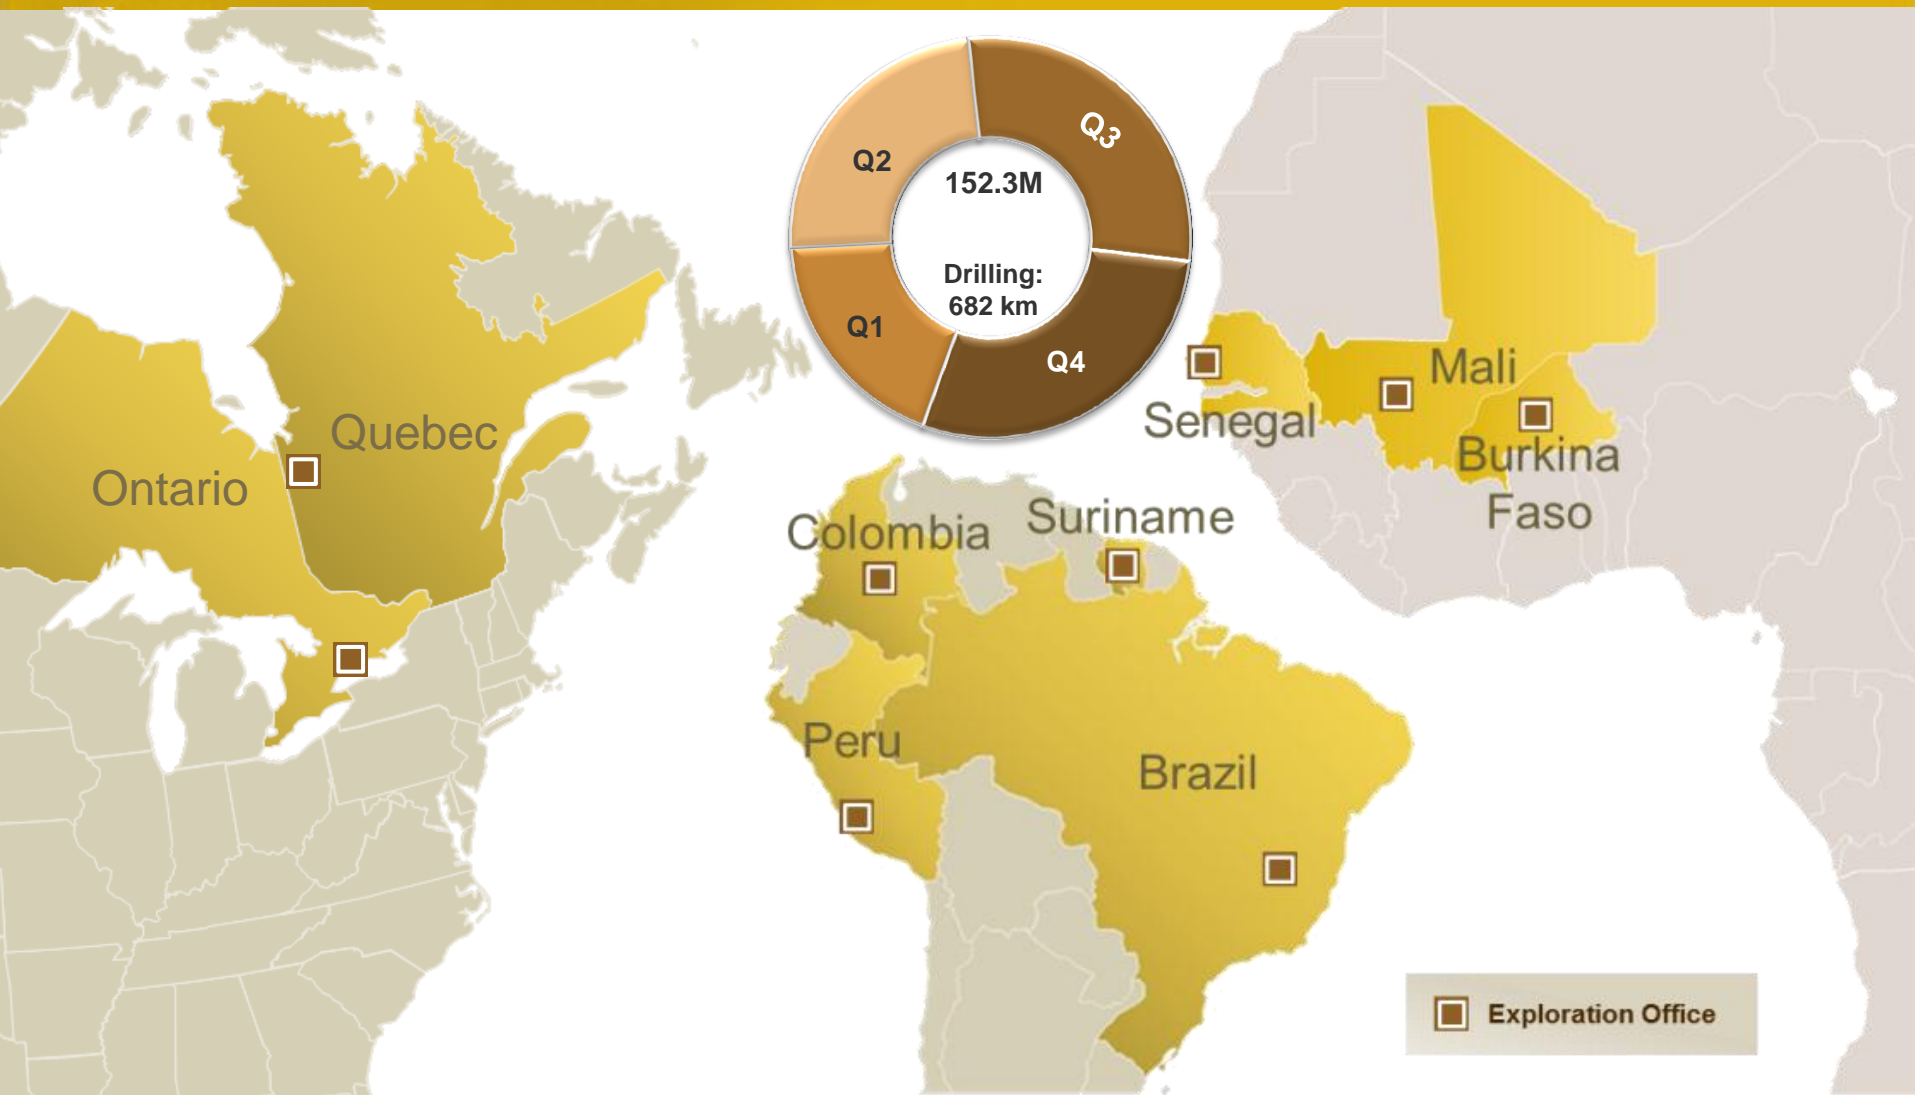 Q2
Q3
152.3M
Drilling:
682 km
Q1
Q4
Quebec
Ontario
Mali
Senegal
Burkina
Faso
Colombia
Suriname
Peru
Brazil
Exploration Office